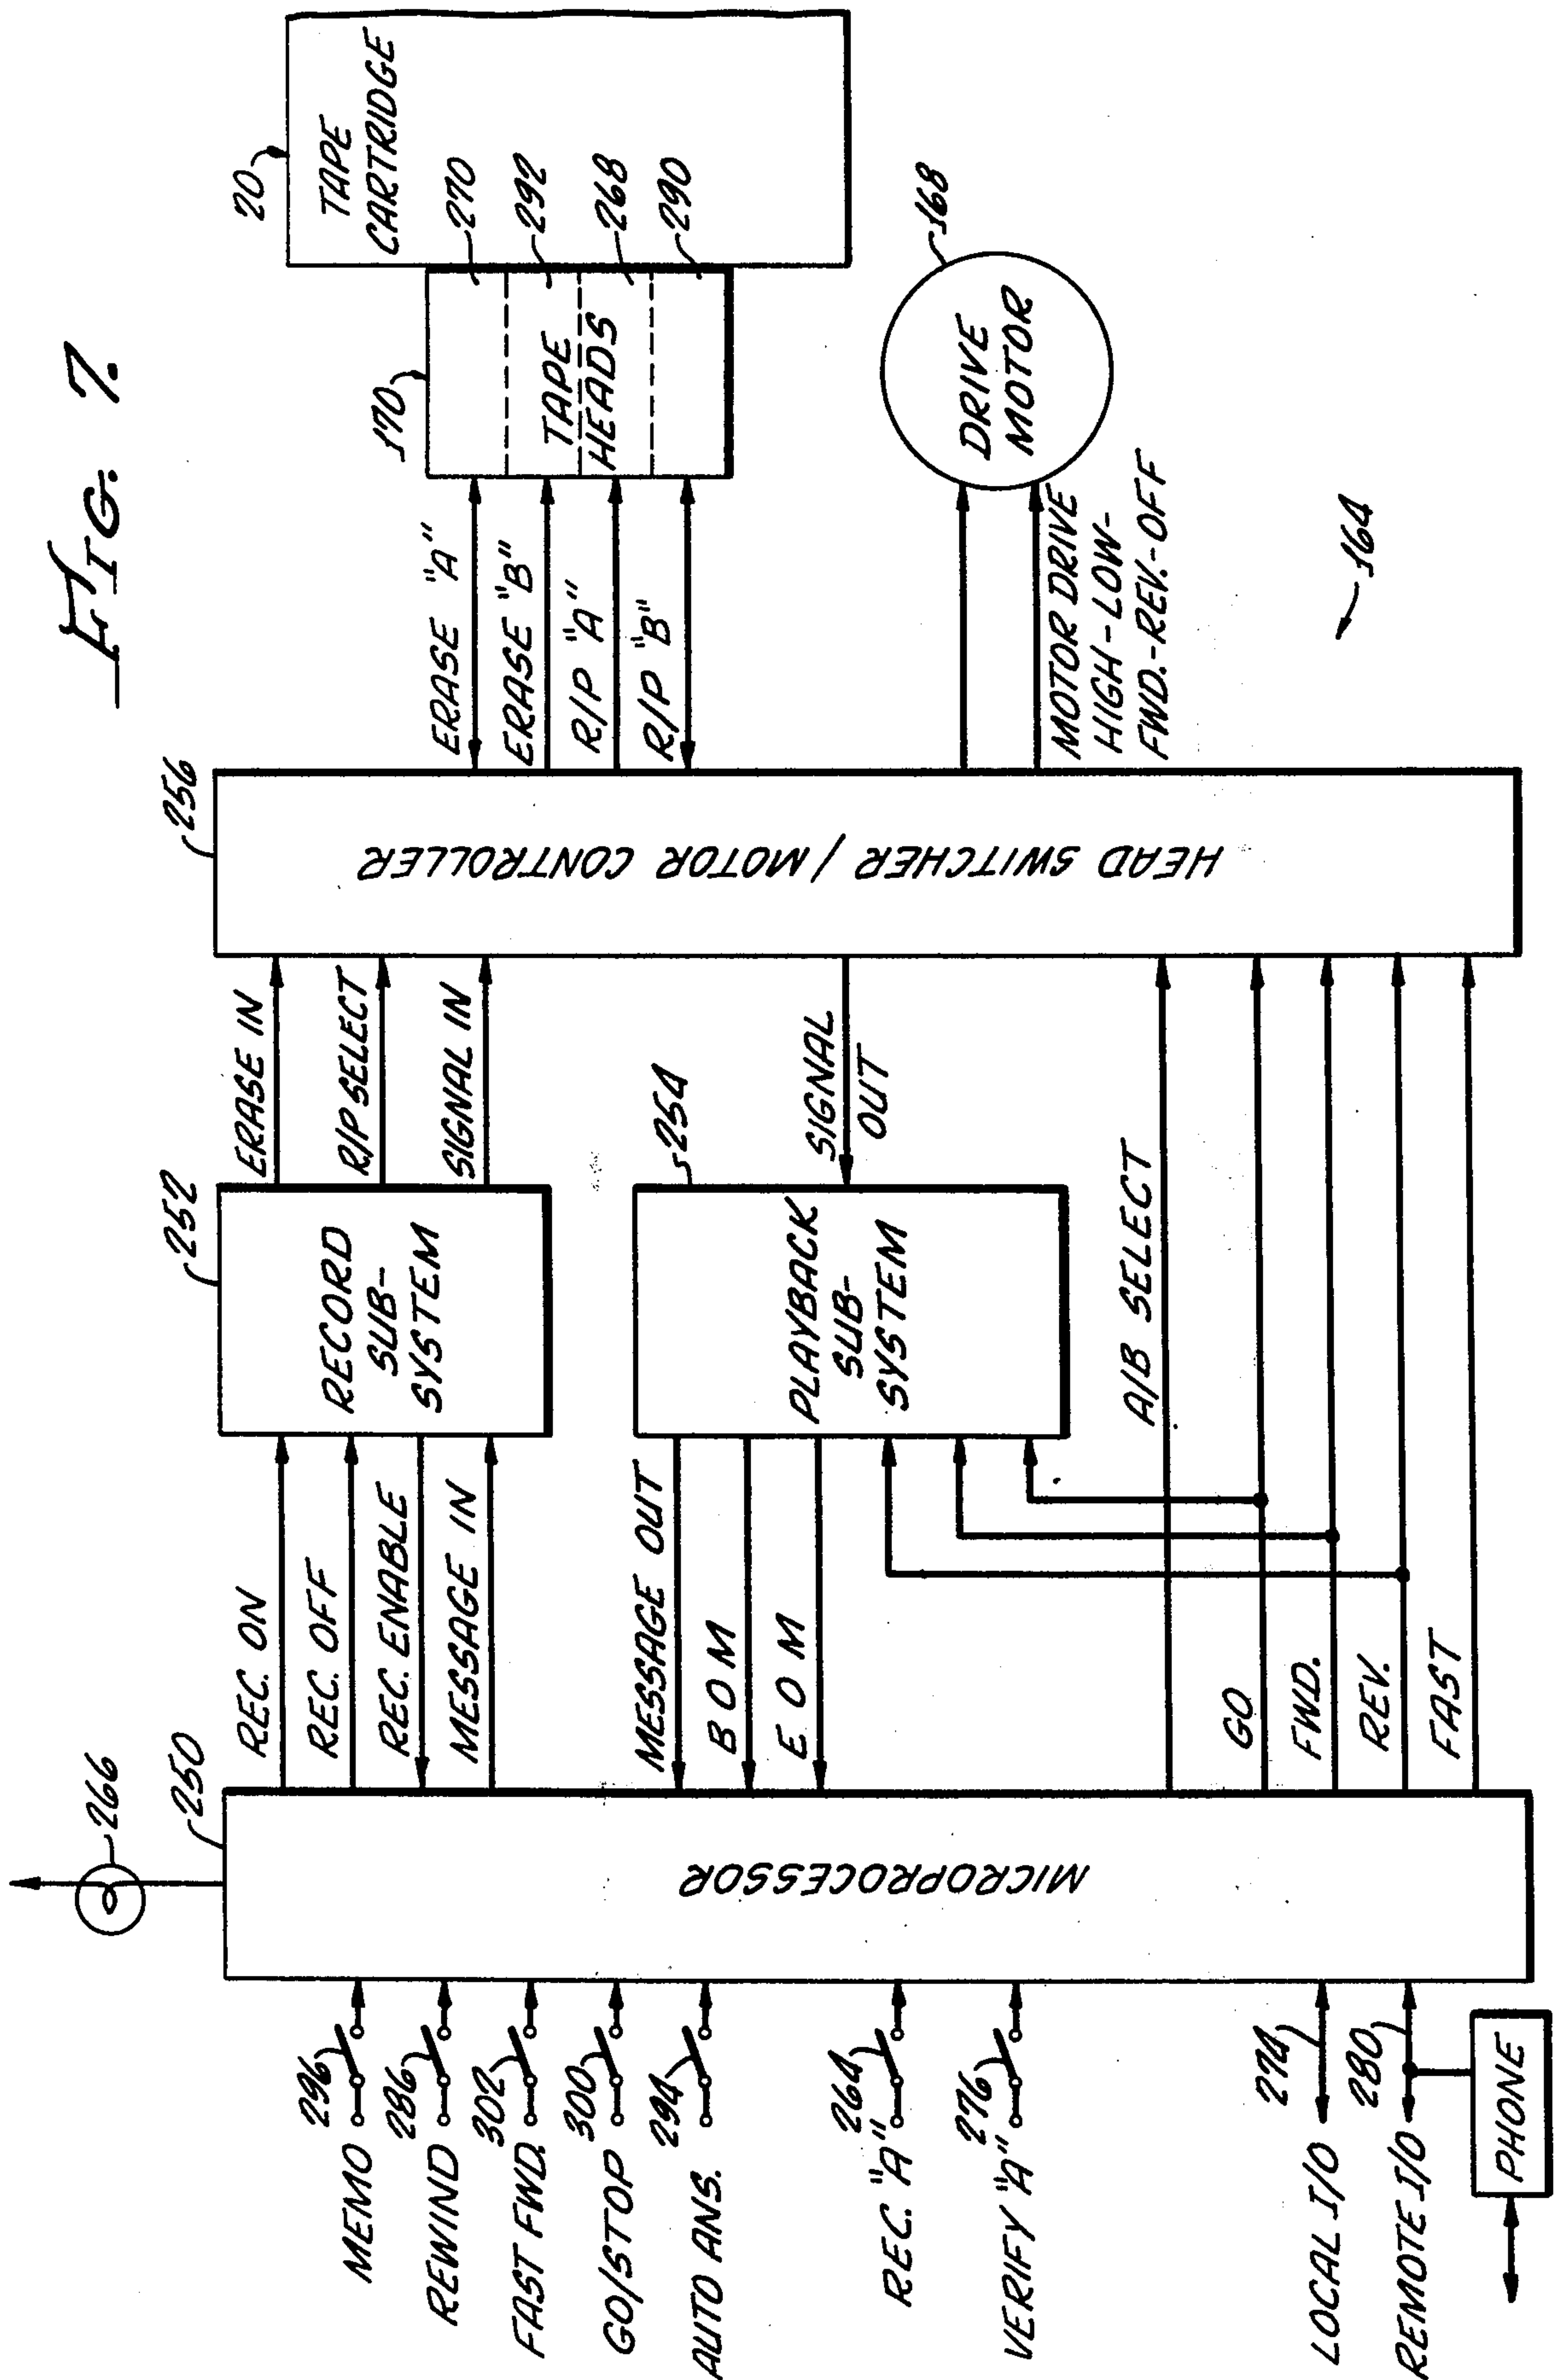 FIG. 7.
266
250
MICROPROCESSOR
MEMO
296
REWIND
286
FAST FWD.
302
GO/STOP
300
AUTO ANS.
294
REC. "A"
264
VERIFY "A"
276
LOCAL I/O
274
REMOTE I/O
280
PHONE
REC. ON
REC. OFF
REC. ENABLE
MESSAGE IN
MESSAGE OUT
B O M
E O M
GO
FWD.
REV.
FAST
A/B SELECT
252
RECORD
SUB-
SYSTEM
254
PLAYBACK
SUB-
SYSTEM
ERASE IN
R/P SELECT
SIGNAL IN
SIGNAL
OUT
256
HEAD SWITCHER / MOTOR CONTROLLER
ERASE "A"
ERASE "B"
R/P "A"
R/P "B"
170
TAPE
HEADS
20
TAPE
CARTRIDGE
270
292
268
290
168
DRIVE
MOTOR
MOTOR DRIVE
HIGH-LOW-
FWD.-REV.-OFF
164